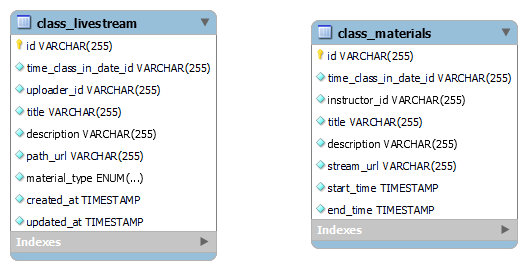 class_livestream
id VARCHAR(255)
time_class_in_date_id VARCHAR(255)
uploader_id VARCHAR(255)
title VARCHAR(255)
description VARCHAR(255)
path_url VARCHAR(255)
material_type ENUM(...)
created_at TIMESTAMP
updated_at TIMESTAMP
Indexes
class_materials
id VARCHAR(255)
time_class_in_date_id VARCHAR(255)
instructor_id VARCHAR(255)
title VARCHAR(255)
description VARCHAR(255)
stream_url VARCHAR(255)
start_time TIMESTAMP
end_time TIMESTAMP
Indexes